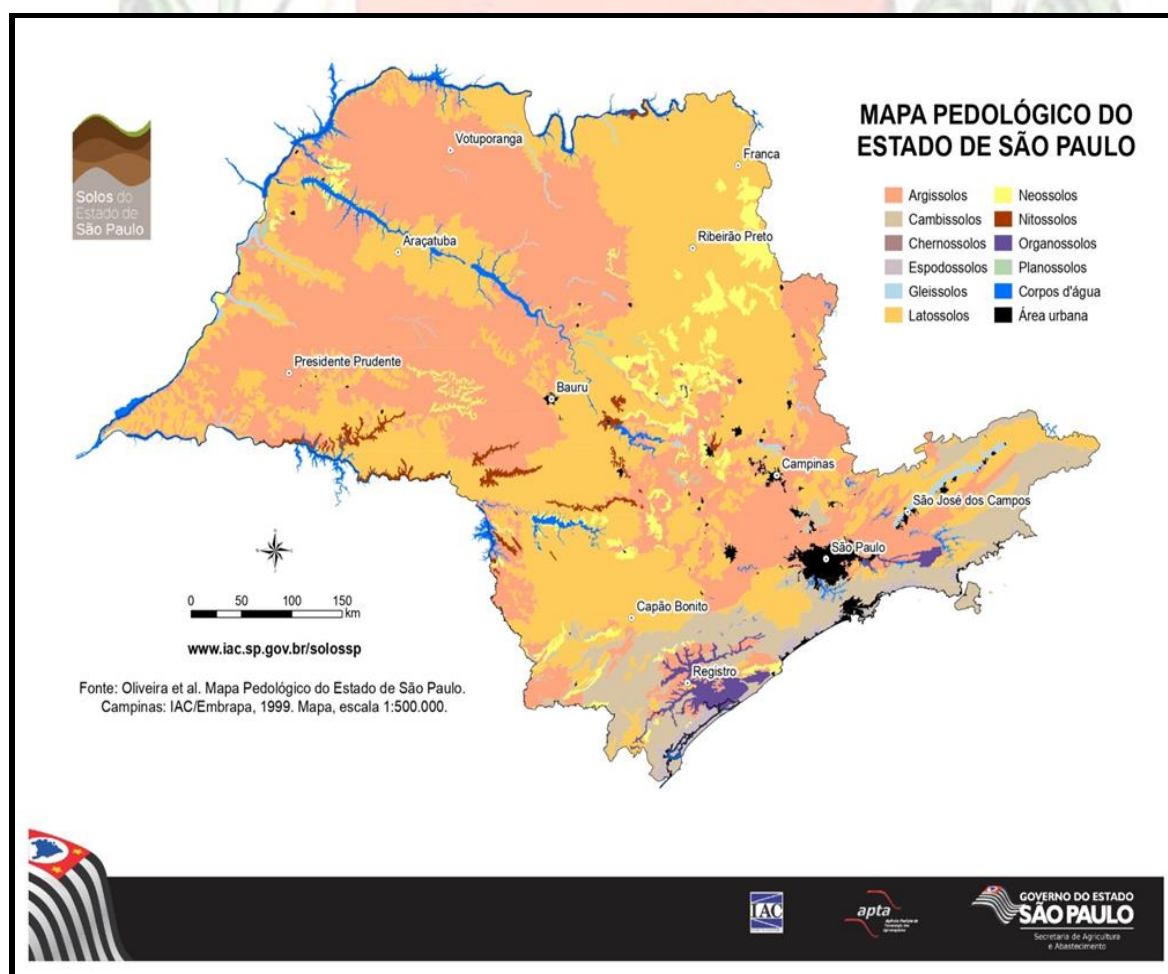 Solos do
Estado de
São Paulo
MAPA PEDOLÓGICO DO
ESTADO DE SÃO PAULO
Argissolos
Cambissolos
Chernossolos
Espodossolos
Gleissolos
Latossolos
Neossolos
Nitossolos
Organossolos
Planossolos
Corpos d'água
Área urbana
Votuporanga
Franca
Araçatuba
Ribeirão Preto
Presidente Prudente
Bauru
Campinas
São José dos Campos
São Paulo
Capão Bonito
Registro
0 50 100 150
km
www.iac.sp.gov.br/solossp
Fonte: Oliveira et al. Mapa Pedológico do Estado de São Paulo.
Campinas: IAC/Embrapa, 1999. Mapa, escala 1:500.000.
IAC
apta
GOVERNO DO ESTADO
SÃO PAULO
Secretaria de Agricultura
e Abastecimento